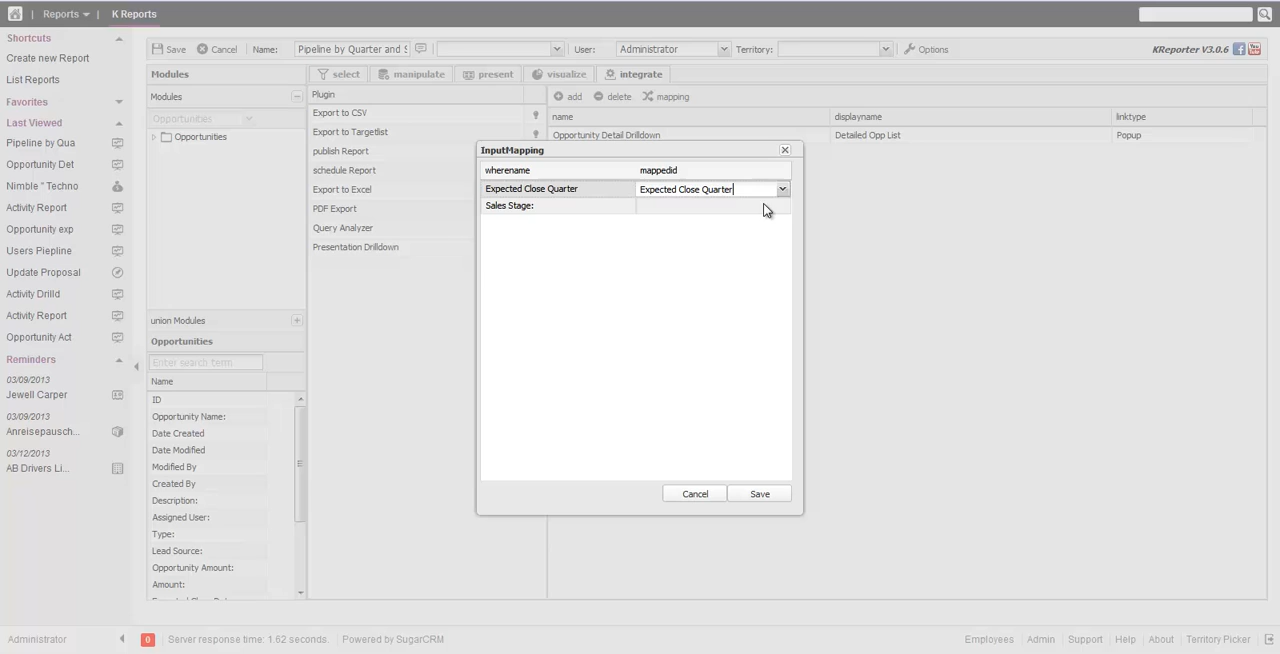 Reports
K Reports
Shortcuts
Create new Report
List Reports
Favorites
Last Viewed
Pipeline by Qua
Opportunity Det
Nimble " Techno
Activity Report
Opportunity exp
Users Piepline
Update Proposal
Activity Drilld
Activity Report
Opportunity Act
Reminders
03/09/2013
Jewell Carper
03/09/2013
Anreisepausch...
03/12/2013
AB Drivers Li...
Save Cancel Name: Pipeline by Quarter and S User: Administrator Territory: Options KReporter V3.0.6
Modules
Modules
Opportunities
Opportunities
union Modules
Opportunities
Enter search term
Name
ID
Opportunity Name:
Date Created
Date Modified
Modified By
Created By
Description:
Assigned User:
Type:
Lead Source:
Opportunity Amount:
Amount:
select manipulate present visualize integrate
Plugin
Export to CSV
Export to Targetlist
publish Report
schedule Report
Export to Excel
PDF Export
Query Analyzer
Presentation Drilldown
add delete mapping
name displayname linktype
Opportunity Detail Drilldown Detailed Opp List Popup
InputMapping
wherename mappedid
Expected Close Quarter Expected Close Quarter
Sales Stage:
Cancel Save
Administrator 0 Server response time: 1.62 seconds. Powered by SugarCRM Employees Admin Support Help About Territory Picker